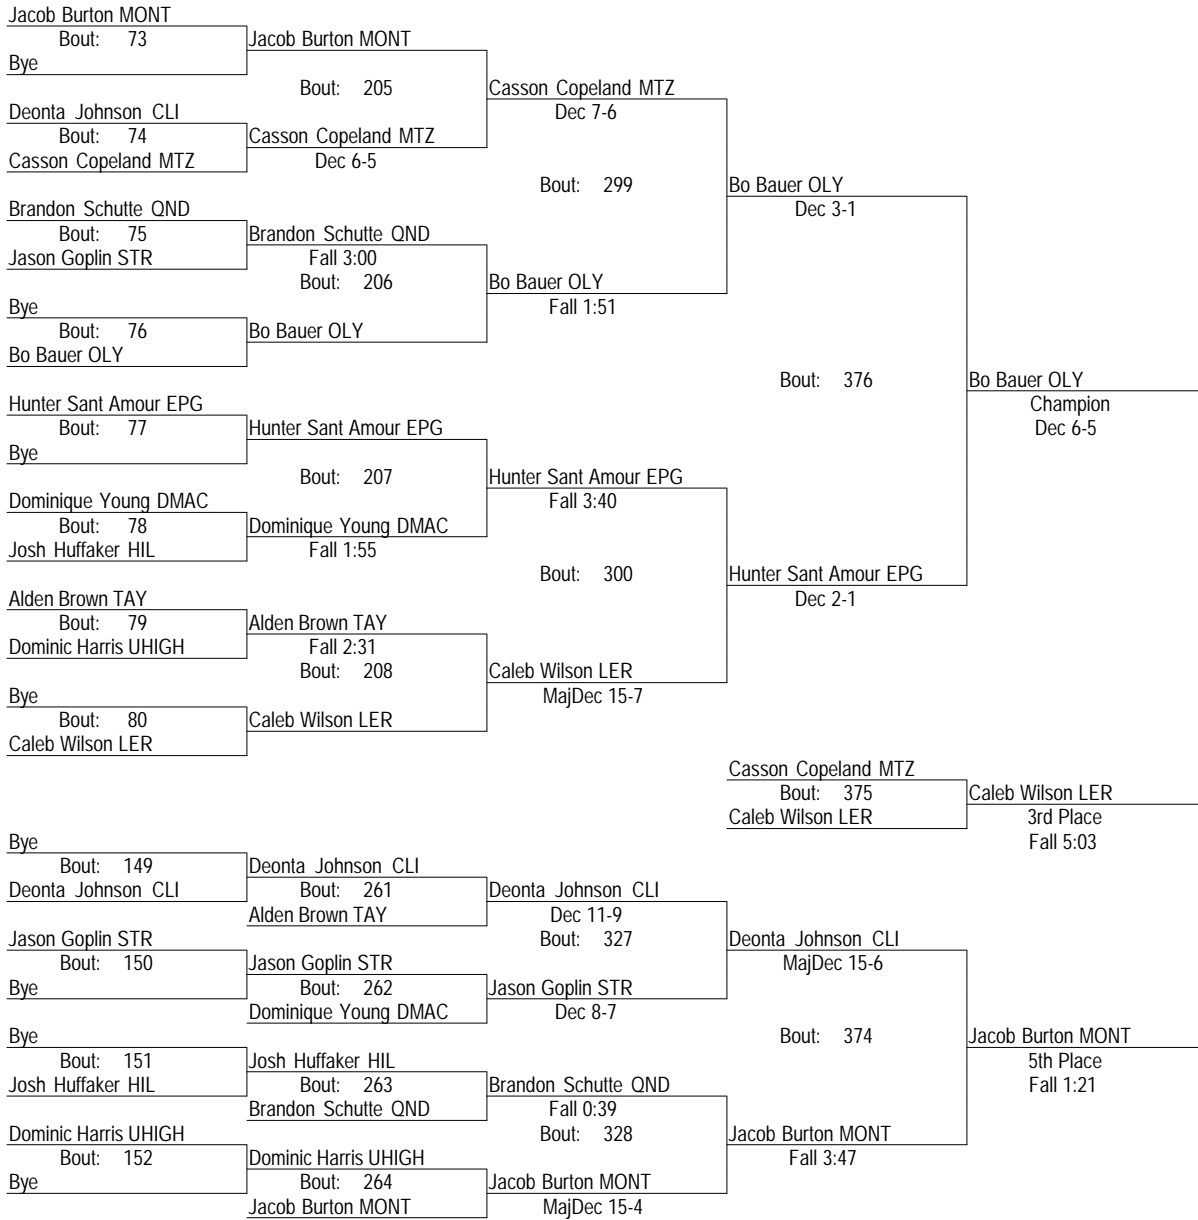 Jacob Burton MONT
Bout: 73
Jacob Burton MONT
Bye
Bout: 205
Casson Copeland MTZ
Deonta Johnson CLI
Dec 7-6
Bout: 74
Casson Copeland MTZ
Casson Copeland MTZ
Dec 6-5
Bout: 299
Bo Bauer OLY
Brandon Schutte QND
Dec 3-1
Bout: 75
Brandon Schutte QND
Jason Goplin STR
Fall 3:00
Bout: 206
Bo Bauer OLY
Bye
Fall 1:51
Bout: 76
Bo Bauer OLY
Bo Bauer OLY
Bout: 376
Bo Bauer OLY
Hunter Sant Amour EPG
Champion
Bout: 77
Hunter Sant Amour EPG
Dec 6-5
Bye
Bout: 207
Hunter Sant Amour EPG
Dominique Young DMAC
Fall 3:40
Bout: 78
Dominique Young DMAC
Josh Huffaker HIL
Fall 1:55
Bout: 300
Hunter Sant Amour EPG
Alden Brown TAY
Dec 2-1
Bout: 79
Alden Brown TAY
Dominic Harris UHIGH
Fall 2:31
Bout: 208
Caleb Wilson LER
Bye
MajDec 15-7
Bout: 80
Caleb Wilson LER
Caleb Wilson LER
Casson Copeland MTZ
Bout: 375
Caleb Wilson LER
Caleb Wilson LER
3rd Place
Fall 5:03
Bye
Bout: 149
Deonta Johnson CLI
Deonta Johnson CLI
Bout: 261
Deonta Johnson CLI
Alden Brown TAY
Dec 11-9
Jason Goplin STR
Bout: 327
Deonta Johnson CLI
Bout: 150
Jason Goplin STR
MajDec 15-6
Bye
Bout: 262
Jason Goplin STR
Dominique Young DMAC
Dec 8-7
Bye
Bout: 374
Jacob Burton MONT
Bout: 151
Josh Huffaker HIL
5th Place
Josh Huffaker HIL
Bout: 263
Brandon Schutte QND
Fall 1:21
Brandon Schutte QND
Fall 0:39
Dominic Harris UHIGH
Bout: 328
Jacob Burton MONT
Bout: 152
Dominic Harris UHIGH
Fall 3:47
Bye
Bout: 264
Jacob Burton MONT
Jacob Burton MONT
MajDec 15-4